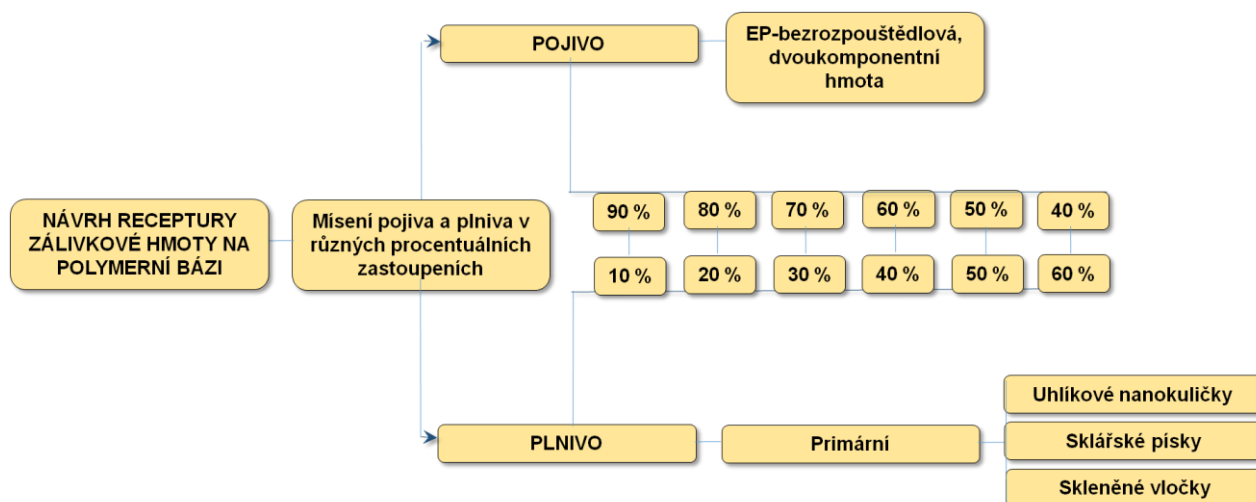 POJIVO
EP-bezrozpouštědlová,
dvoukomponentní
hmota
NÁVRH RECEPTURY
ZÁLIVKOVÉ HMOTY NA
POLYMERNÍ BÁZI
Mísení pojiva a plniva v
různých procentuálních
zastoupeních
90 %
80 %
70 %
60 %
50 %
40 %
10 %
20 %
30 %
40 %
50 %
60 %
PLNIVO
Primární
Uhlíkové nanokuličky
Sklářské písky
Skleněné vločky